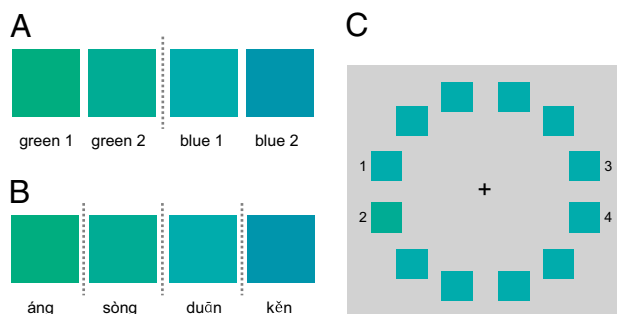 A
green 1 green 2 blue 1 blue 2
B
áng sòng duān kěn
C
1 3
+
2 4